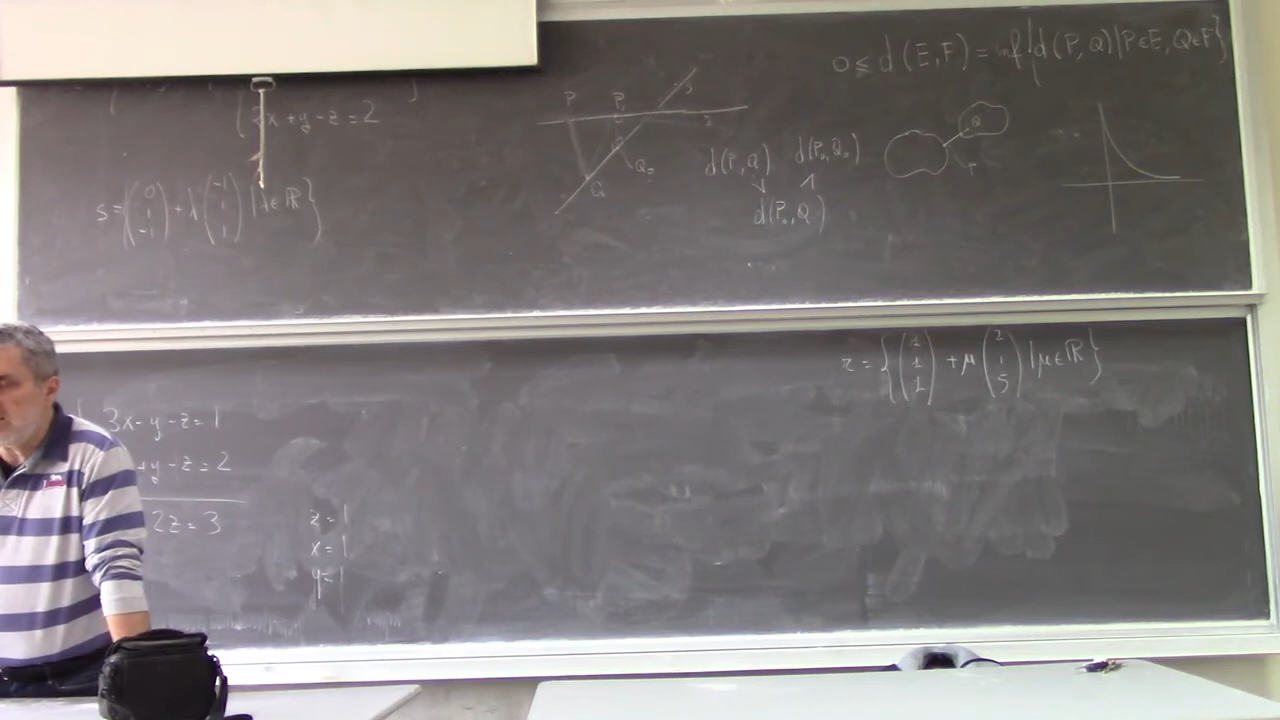 0 ≤ d(E,F) = inf{d(P,Q) | P∈E, Q∈F}
x+y-z=2
s={(0 1 -1) + λ(-1 1 1) | λ∈ℝ}
P P₀ s r
Q Q₀
d(P,Q) d(P₀,Q₀)
d(P₀,Q)
Q
P
r={(1 1 1) + μ(2 1 5) | μ∈ℝ}
3x-y-z=1
+y-z=2
2z=3
z=1
x=1
y=1